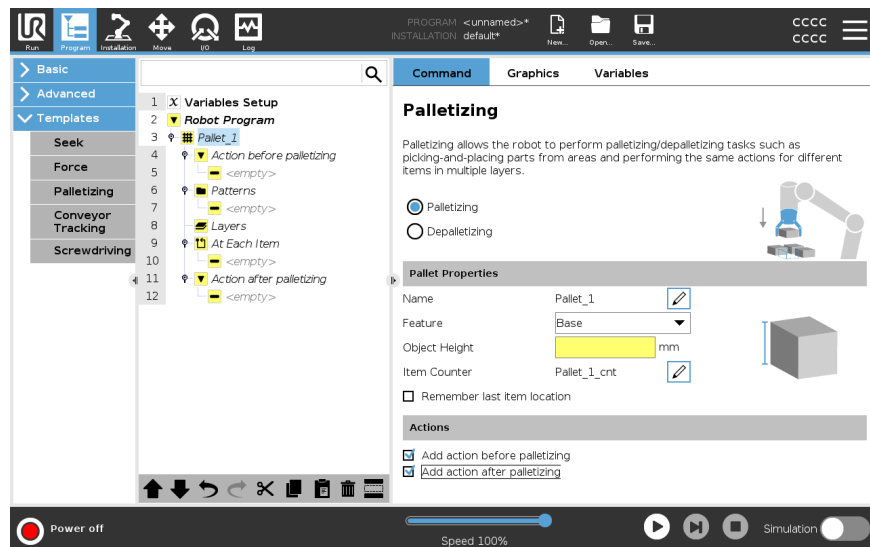 PROGRAM <unnamed>*
INSTALLATION default*
CCCC
CCCC
Run
Program
Installation
Move
I/O
Log
New...
Open...
Save...
Basic
Advanced
Templates
Seek
Force
Palletizing
Conveyor
Tracking
Screwdriving
1 X Variables Setup
2 Robot Program
3 Pallet_1
4 Action before palletizing
5 <empty>
6 Patterns
7 <empty>
8 Layers
9 At Each Item
10 <empty>
11 Action after palletizing
12 <empty>
Command Graphics Variables
Palletizing
Palletizing allows the robot to perform palletizing/depalletizing tasks such as
picking-and-placing parts from areas and performing the same actions for different
items in multiple layers.
Palletizing
Depalletizing
Pallet Properties
Name Pallet_1
Feature Base
Object Height mm
Item Counter Pallet_1_cnt
Remember last item location
Actions
Add action before palletizing
Add action after palletizing
Power off
Speed 100%
Simulation